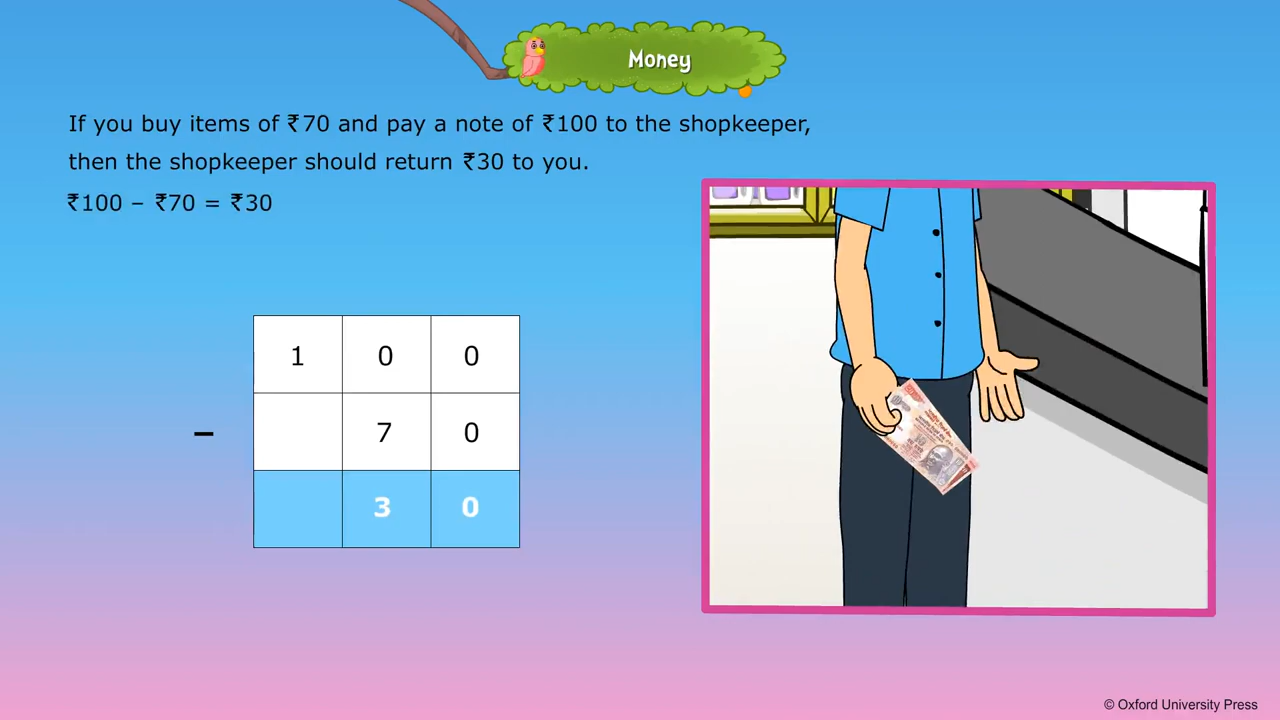 Money
If you buy items of ₹70 and pay a note of ₹100 to the shopkeeper,
then the shopkeeper should return ₹30 to you.
₹100 – ₹70 = ₹30
1 0 0
– 7 0
3 0
© Oxford University Press